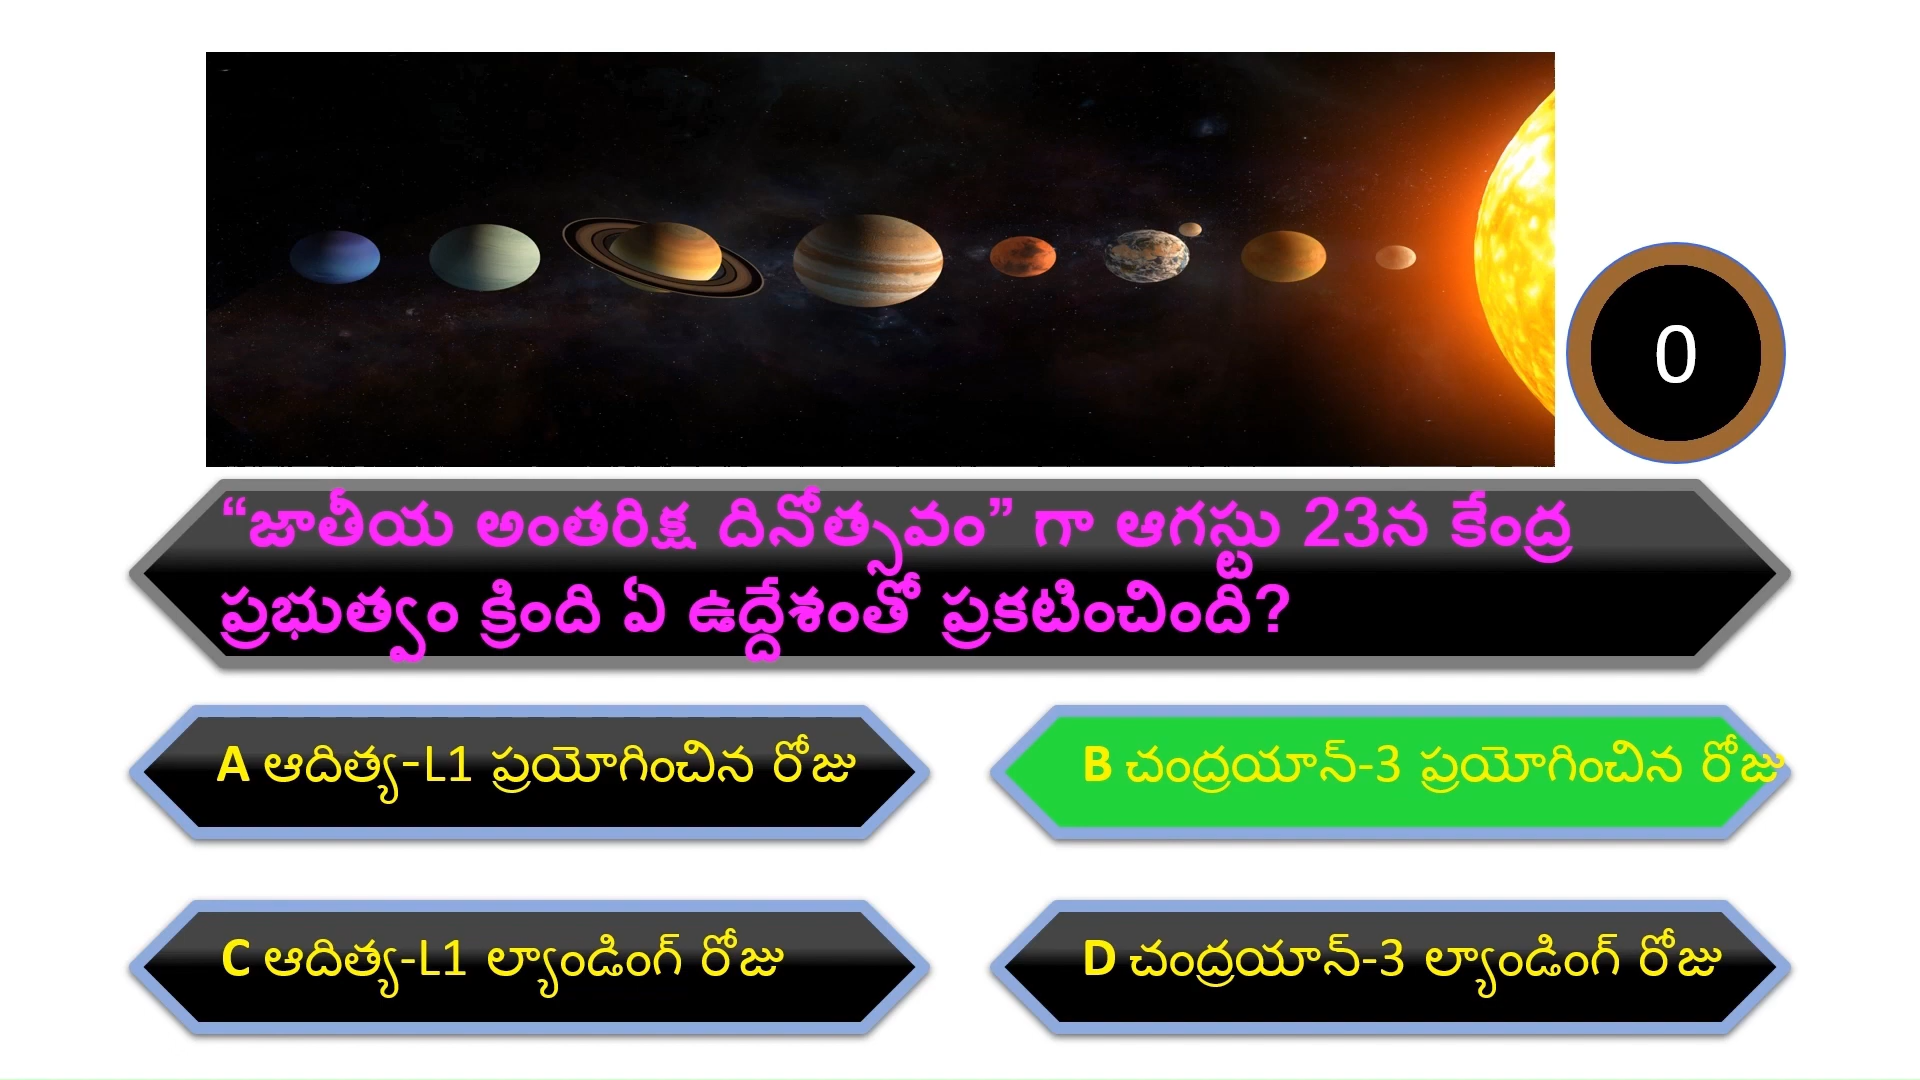 0
“జాతీయ అంతరిక్ష దినోత్సవం” గా ఆగస్టు 23న కేంద్ర
ప్రభుత్వం క్రింది ఏ ఉద్దేశంతో ప్రకటించింది?
A ఆదిత్య-L1 ప్రయోగించిన రోజు
B చంద్రయాన్-3 ప్రయోగించిన రోజు
C ఆదిత్య-L1 ల్యాండింగ్ రోజు
D చంద్రయాన్-3 ల్యాండింగ్ రోజు